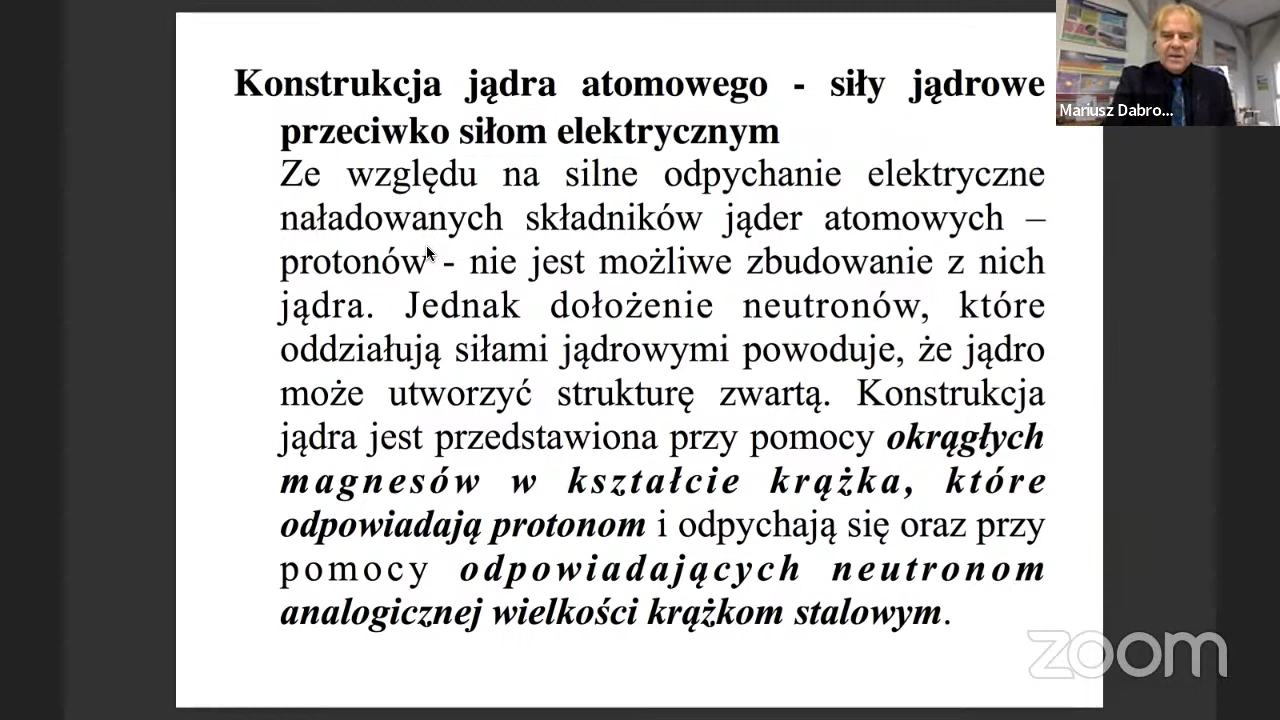 Konstrukcja jądra atomowego - siły jądrowe
przeciwko siłom elektrycznym
Ze względu na silne odpychanie elektryczne
naładowanych składników jąder atomowych –
protonów - nie jest możliwe zbudowanie z nich
jądra. Jednak dołożenie neutronów, które
oddziałują siłami jądrowymi powoduje, że jądro
może utworzyć strukturę zwartą. Konstrukcja
jądra jest przedstawiona przy pomocy okrągłych
magnesów w kształcie krążka, które
odpowiadają protonom i odpychają się oraz przy
pomocy odpowiadających neutronom
analogicznej wielkości krążkom stalowym.
Mariusz Dabro...
zoom